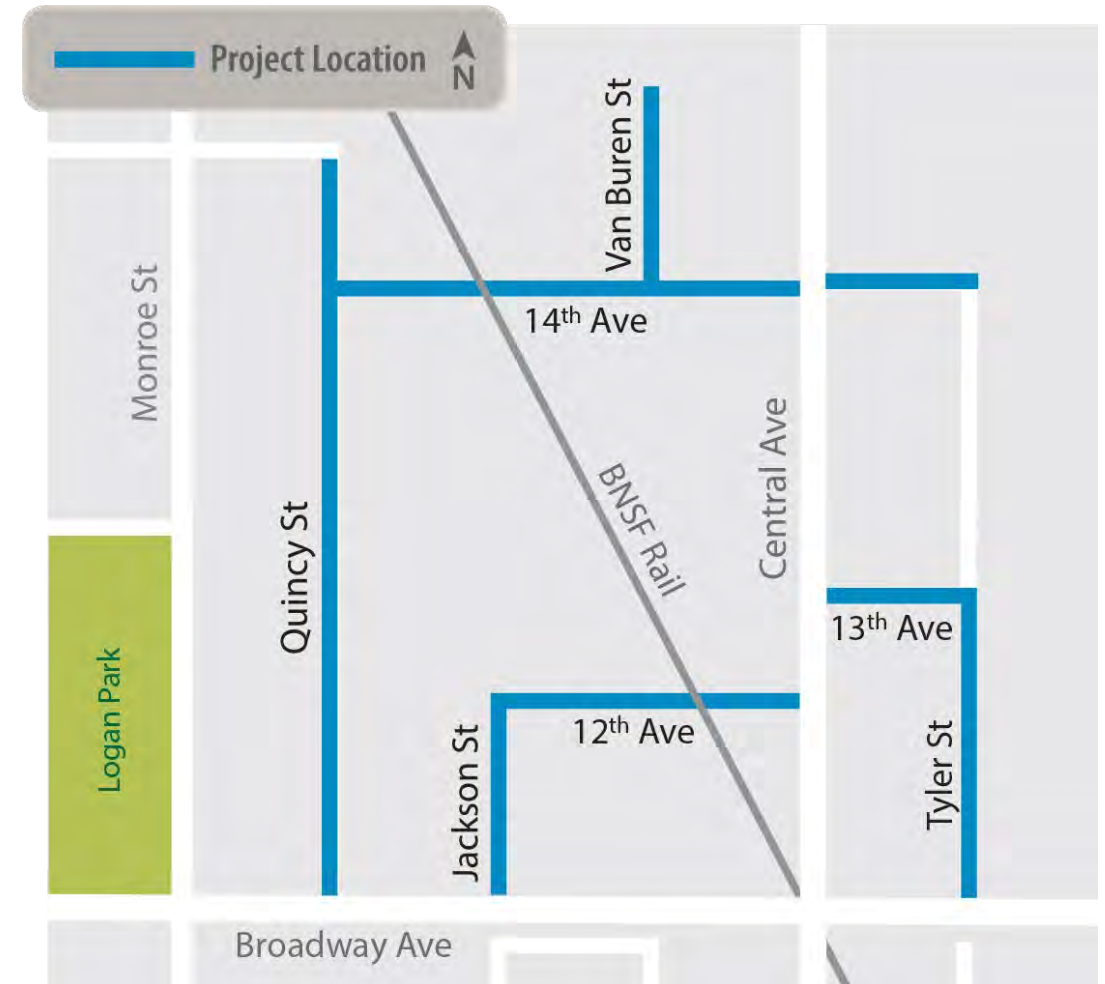 Project Location
N
Van Buren St
Monroe St
14th Ave
Central Ave
BNSF Rail
Quincy St
13th Ave
Logan Park
12th Ave
Jackson St
Tyler St
Broadway Ave